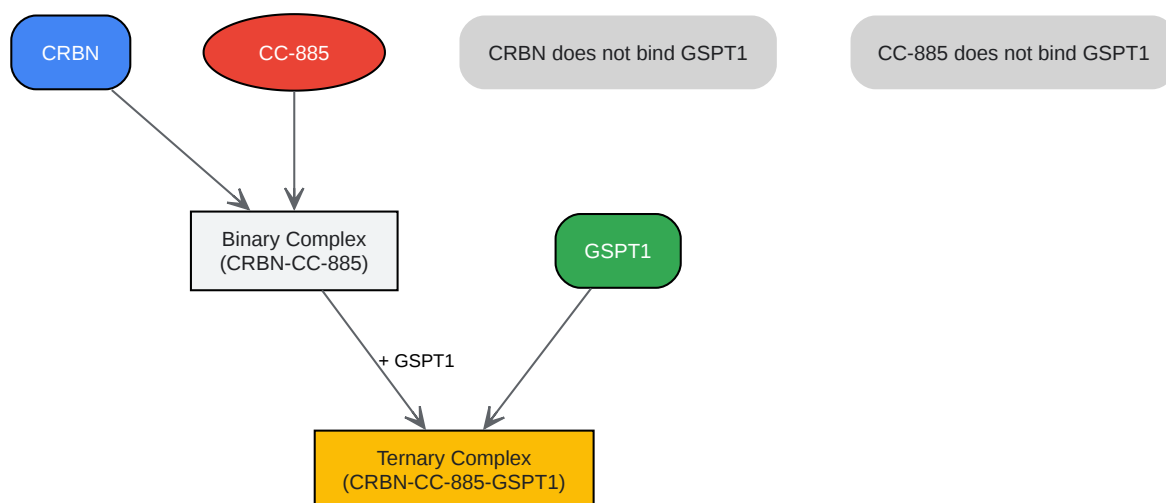 CRBN
CC-885
CRBN does not bind GSPT1
CC-885 does not bind GSPT1
Binary Complex
(CRBN-CC-885)
GSPT1
+ GSPT1
Ternary Complex
(CRBN-CC-885-GSPT1)